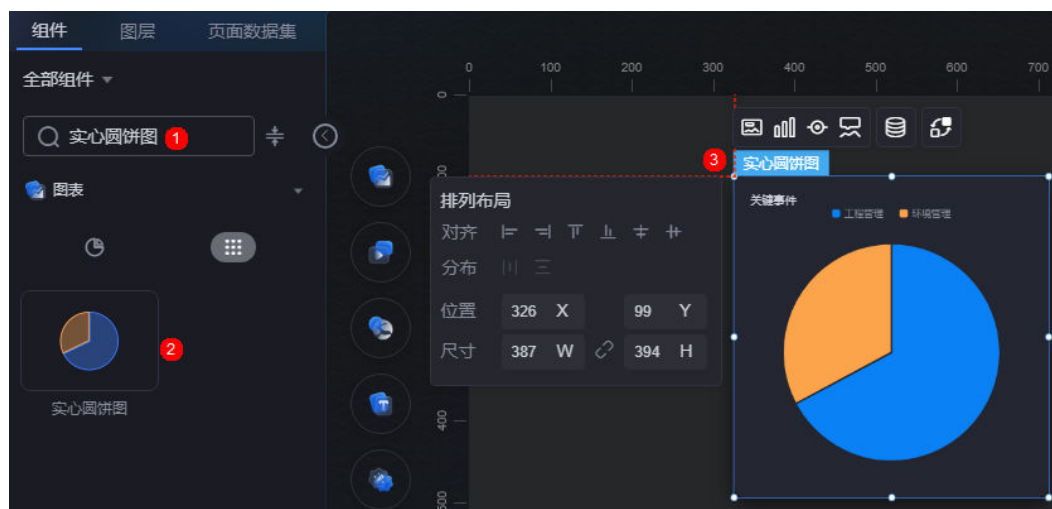 组件 图层 页面数据集
全部组件
实心圆饼图 1
图表
2
实心圆饼图
0 100 200 300 400 500 600 700
0
400
500
3 实心圆饼图
排列布局
对齐
分布
位置 326 X 99 Y
尺寸 387 W 394 H
关键事件
工程管理 环境管理